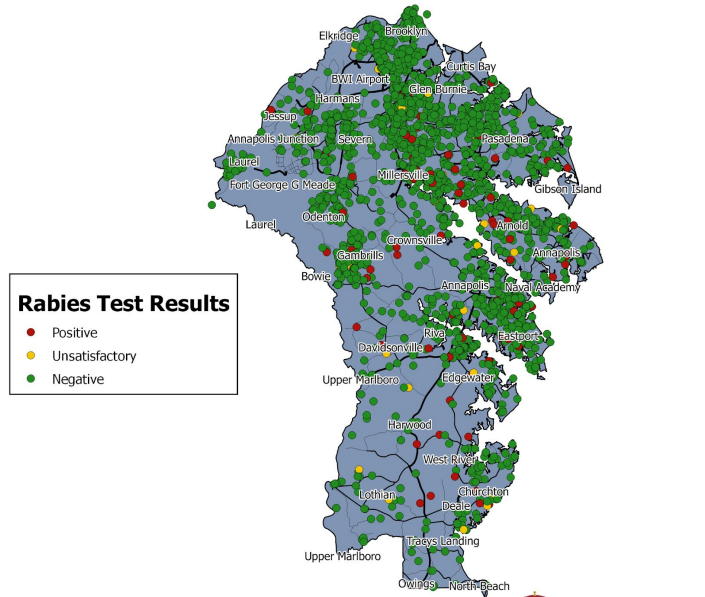 Brooklyn
Elkridge
Curtis Bay
BWI Airport
Glen Burnie
Harmans
Jessup
Annapolis Junction
Severn
Pasadena
Laurel
Millersville
Fort George G Meade
Gibson Island
Odenton
Laurel
Arnold
Crownsville
Gambrills
Annapolis
Bowie
Annapolis
Naval Academy
Rabies Test Results
Positive
Unsatisfactory
Negative
Riva
Eastport
Davidsonville
Upper Marlboro
Edgewater
Harwood
West River
Lothian
Churchton
Deale
Tracys Landing
Upper Marlboro
Owings
North Beach